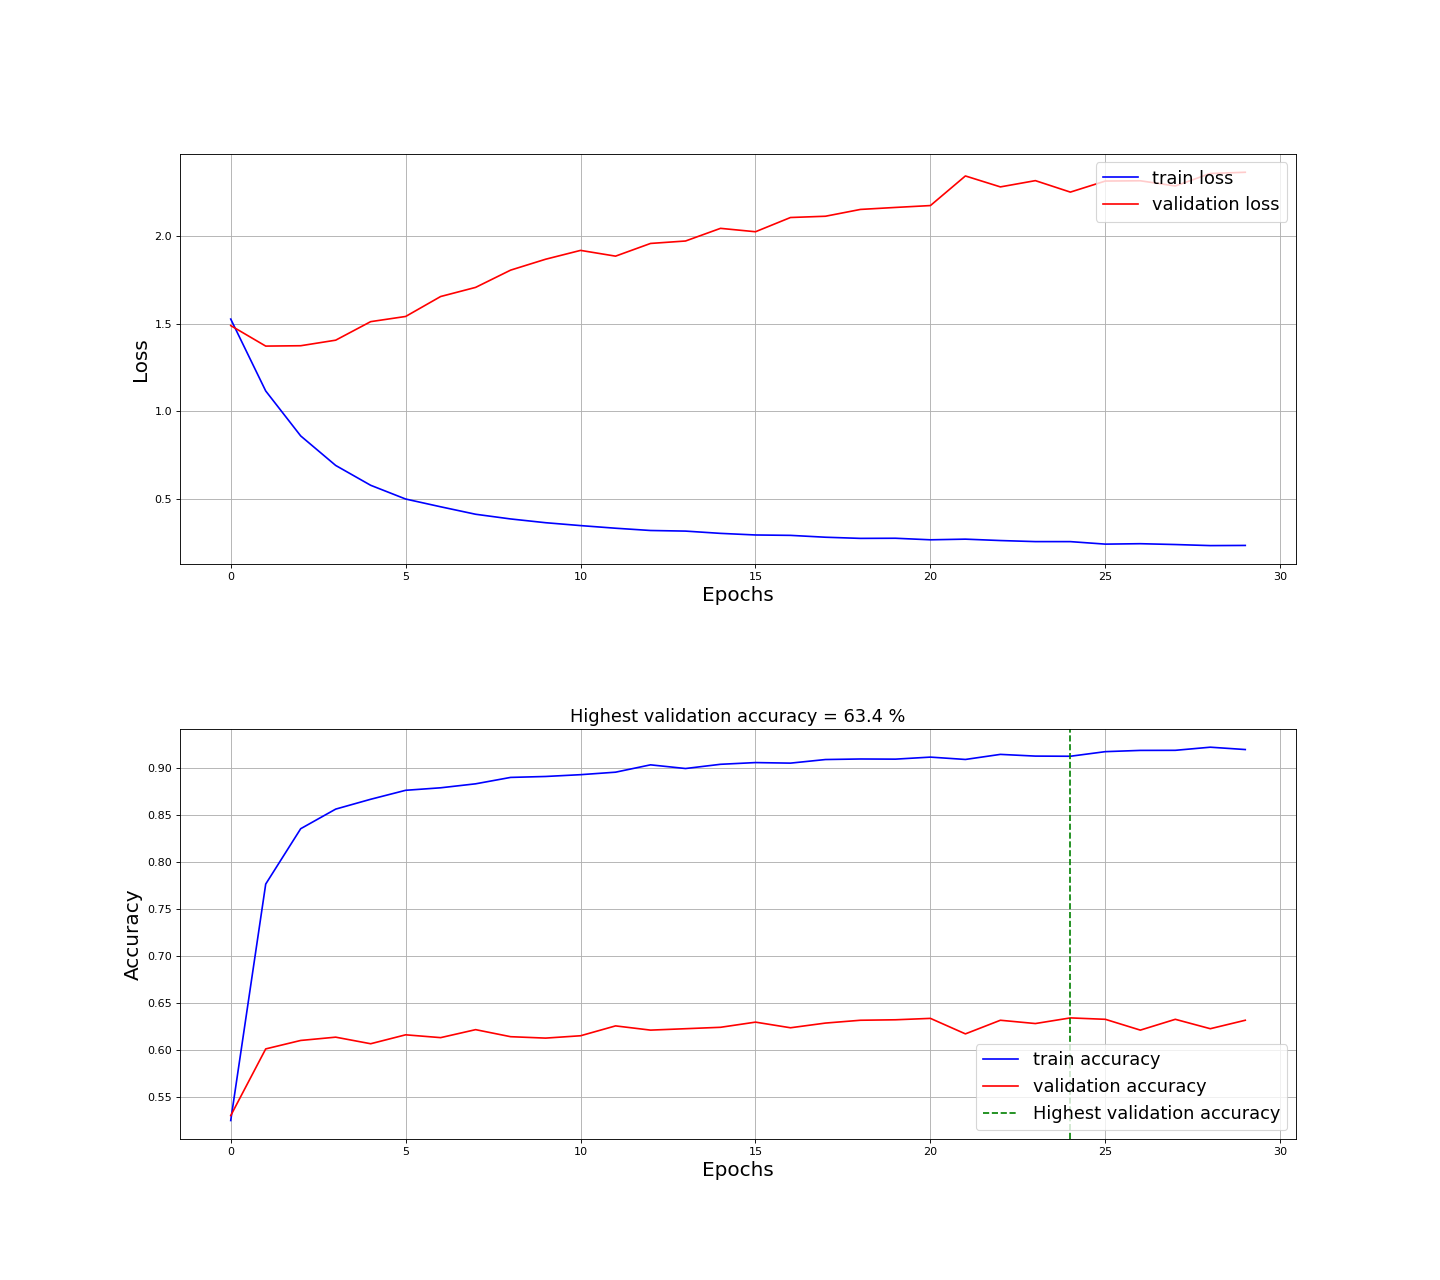 2.0
1.5
1.0
0.5
Loss
train loss
validation loss
0 5 10 15 20 25 30
Epochs
Highest validation accuracy = 63.4 %
0.90
0.85
0.80
0.75
0.70
0.65
0.60
0.55
Accuracy
train accuracy
validation accuracy
Highest validation accuracy
0 5 10 15 20 25 30
Epochs